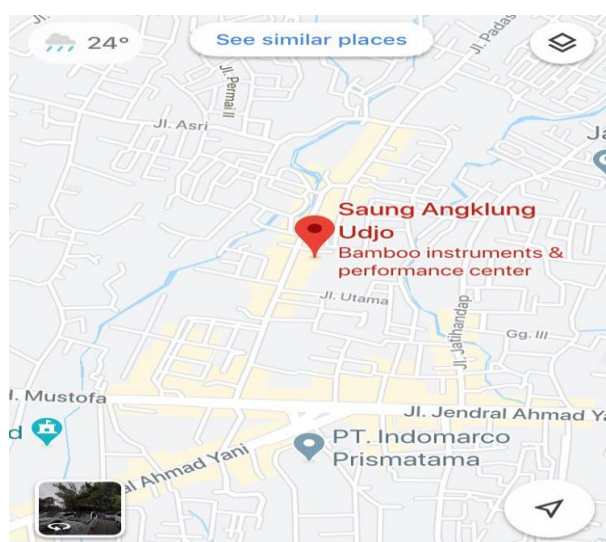 24°
See similar places
Jl. Padas
Jl. Permai II
Jl. Asri
Ja
Saung Angklung
Udjo
Bamboo instruments &
performance center
Jl. Utama
Jl. Jatihandap
Gg. III
H. Mustofa
Jl. Jendral Ahmad Ya
d
PT. Indomarco
Prismatama
al Ahmad Yani